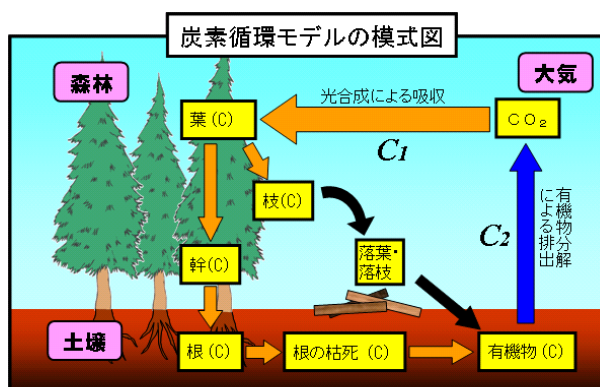 炭素循環モデルの模式図
森林
大気
光合成による吸収
葉(C)
CO₂
C1
枝(C)
有機物分解
による排出
C2
幹(C)
落葉・
落枝
土壌
根(C)
根の枯死(C)
有機物(C)